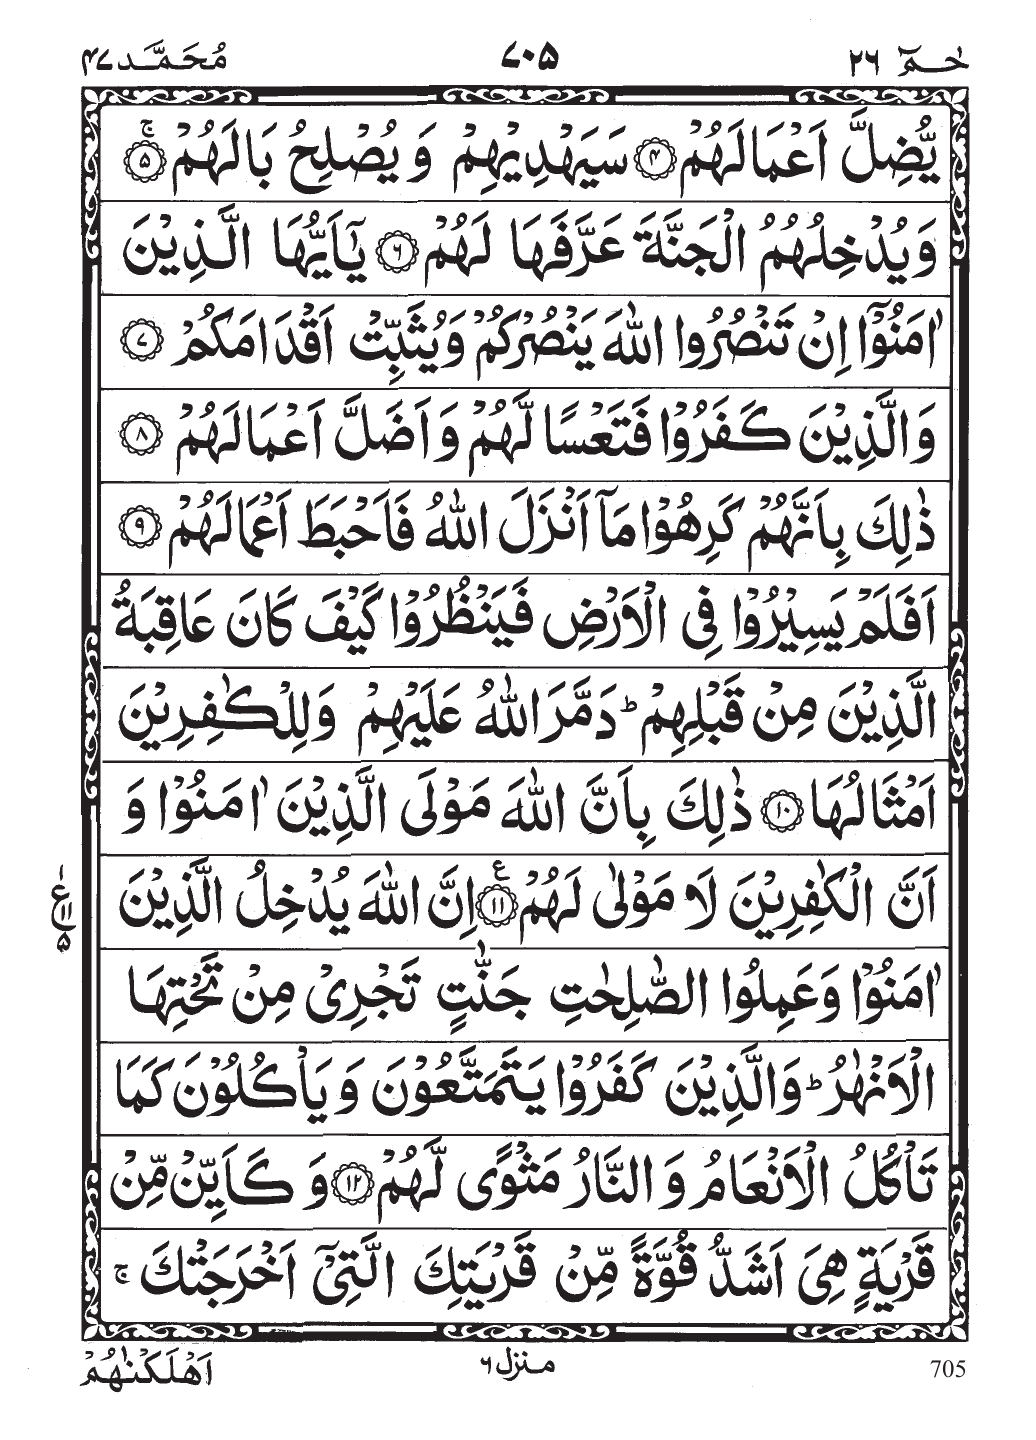 حٰمٓ ٢٦ ٧٠٥ مُحَمَّد ٤٧
يُّضِلَّ اَعْمَالَهُمْ ۝٤ سَيَهْدِيْهِمْ وَ يُصْلِحُ بَالَهُمْ ۝٥ۚ
وَيُدْخِلُهُمُ الْجَنَّةَ عَرَّفَهَا لَهُمْ ۝٦ يٰۤاَيُّهَا الَّذِيْنَ
اٰمَنُوْۤا اِنْ تَنْصُرُوا اللّٰهَ يَنْصُرْكُمْ وَيُثَبِّتْ اَقْدَامَكُمْ ۝٧
وَالَّذِيْنَ كَفَرُوْا فَتَعْسًا لَّهُمْ وَاَضَلَّ اَعْمَالَهُمْ ۝٨
ذٰلِكَ بِاَنَّهُمْ كَرِهُوْا مَاۤ اَنْزَلَ اللّٰهُ فَاَحْبَطَ اَعْمَالَهُمْ ۝٩
اَفَلَمْ يَسِيْرُوْا فِى الْاَرْضِ فَيَنْظُرُوْا كَيْفَ كَانَ عَاقِبَةُ
الَّذِيْنَ مِنْ قَبْلِهِمْ ؕ دَمَّرَ اللّٰهُ عَلَيْهِمْ وَلِلْكٰفِرِيْنَ
اَمْثَالُهَا ۝١٠ ذٰلِكَ بِاَنَّ اللّٰهَ مَوْلَى الَّذِيْنَ اٰمَنُوْا وَ
اَنَّ الْكٰفِرِيْنَ لَا مَوْلٰى لَهُمْ ۝١١ع اِنَّ اللّٰهَ يُدْخِلُ الَّذِيْنَ
ع ١ ١١ ٥
اٰمَنُوْا وَعَمِلُوا الصّٰلِحٰتِ جَنّٰتٍ تَجْرِىْ مِنْ تَحْتِهَا
الْاَنْهٰرُ ؕ وَالَّذِيْنَ كَفَرُوْا يَتَمَتَّعُوْنَ وَ يَاْكُلُوْنَ كَمَا
تَاْكُلُ الْاَنْعَامُ وَ النَّارُ مَثْوًى لَّهُمْ ۝١٢ وَ كَاَيِّنْ مِّنْ
قَرْيَةٍ هِىَ اَشَدُّ قُوَّةً مِّنْ قَرْيَتِكَ الَّتِىْۤ اَخْرَجَتْكَ ۚ
705 منزل ٦ اَهْلَكْنٰهُمْ